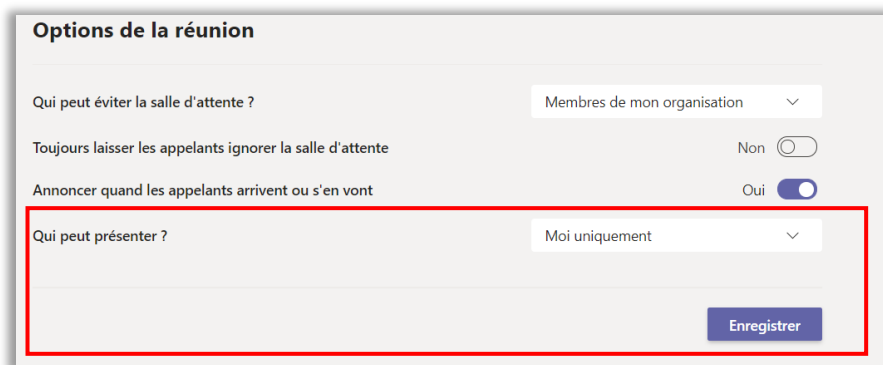 Options de la réunion
Qui peut éviter la salle d'attente ? Membres de mon organisation
Toujours laisser les appelants ignorer la salle d'attente Non
Annoncer quand les appelants arrivent ou s'en vont Oui
Qui peut présenter ? Moi uniquement
Enregistrer